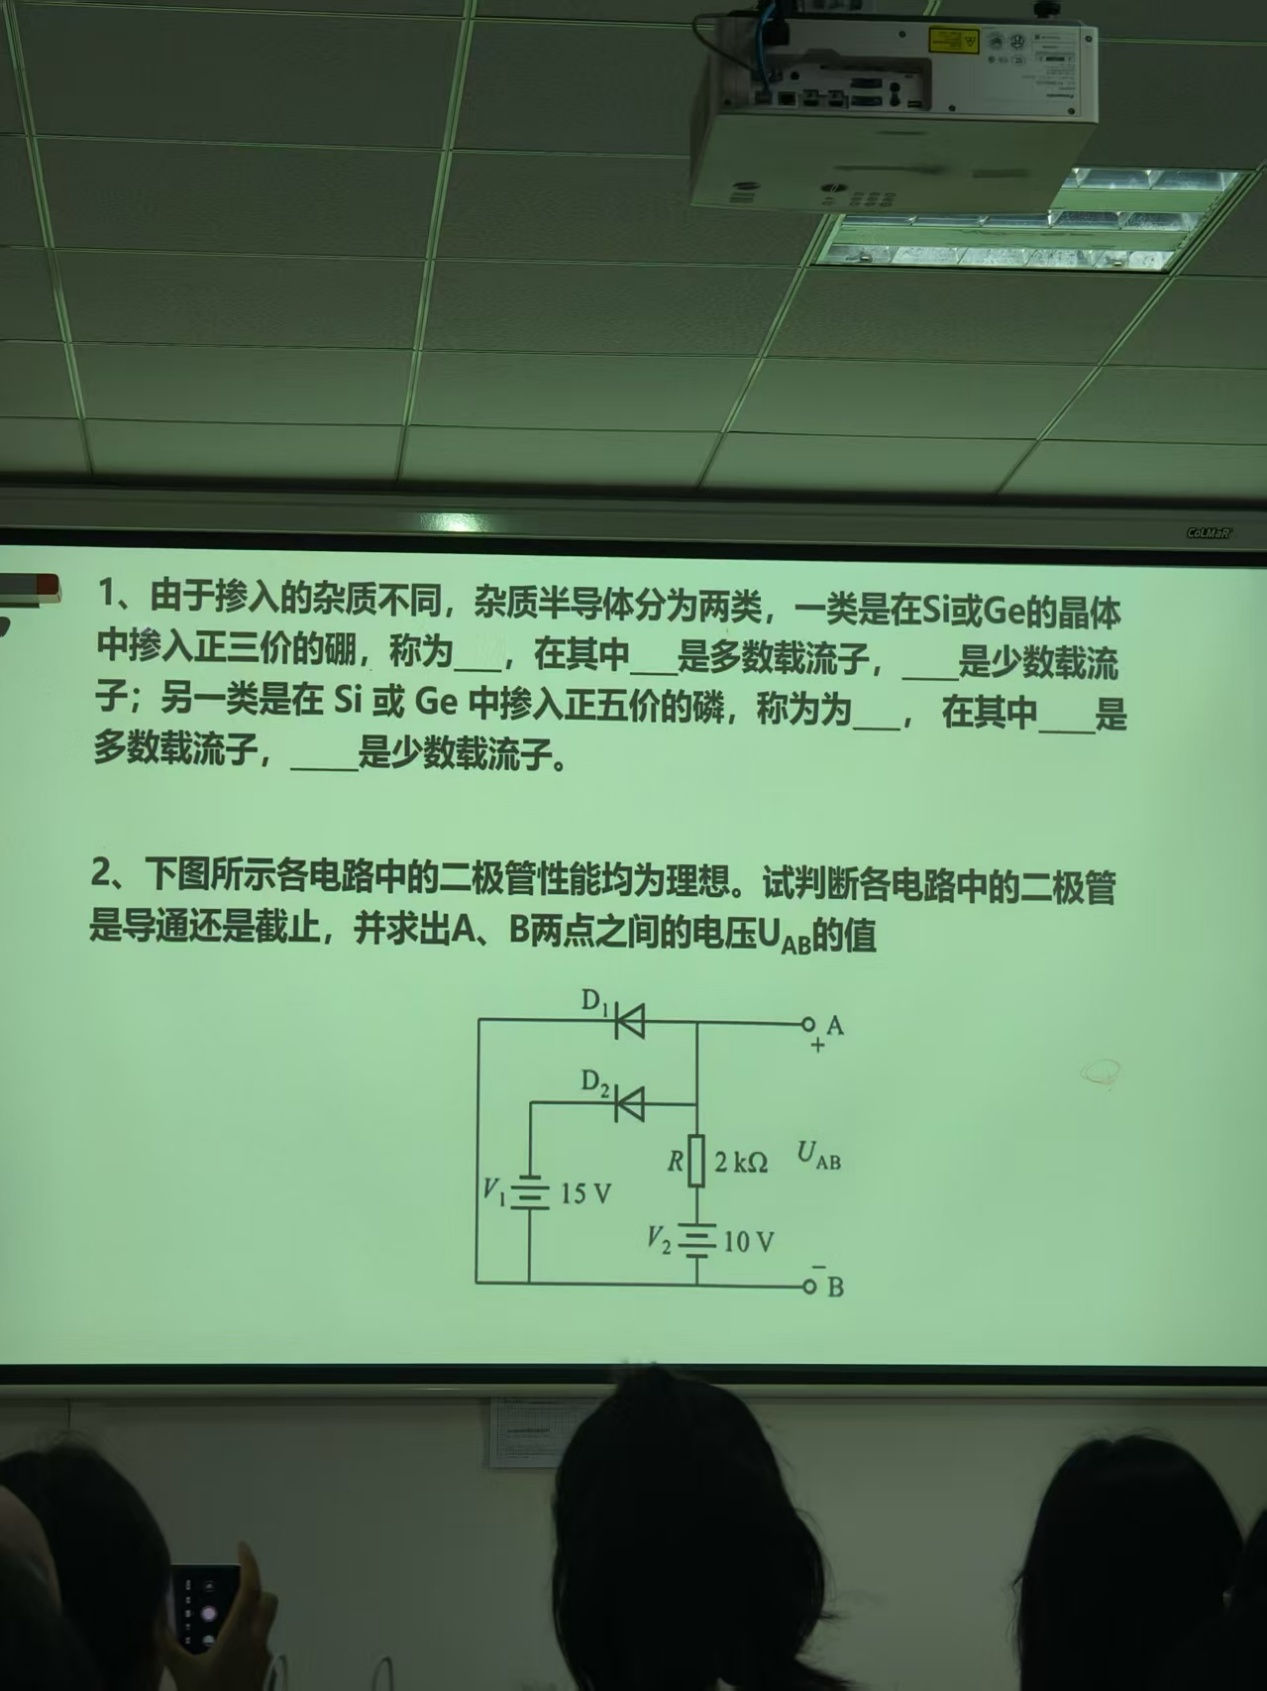 CoLMaR
1、由于掺入的杂质不同，杂质半导体分为两类，一类是在Si或Ge的晶体
中掺入正三价的硼，称为___，在其中___是多数载流子，____是少数载流
子；另一类是在 Si 或 Ge 中掺入正五价的磷，称为为___， 在其中____是
多数载流子，____是少数载流子。
2、下图所示各电路中的二极管性能均为理想。试判断各电路中的二极管
是导通还是截止，并求出A、B两点之间的电压UAB的值
D1
A
+
D2
R 2 kΩ UAB
V1 15 V
V2 10 V
−
B